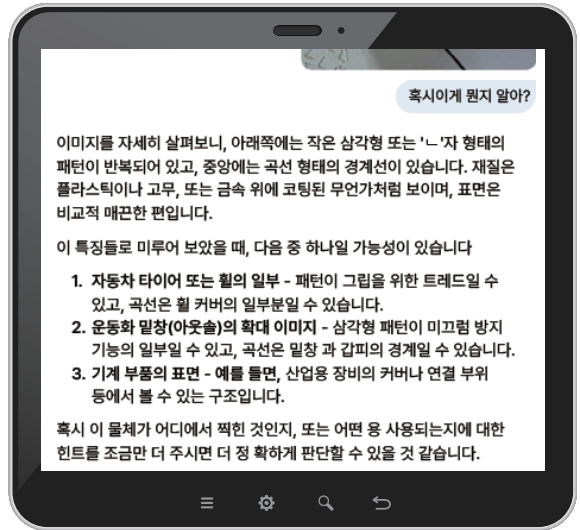 혹시이게 뭔지 알아?
이미지를 자세히 살펴보니, 아래쪽에는 작은 삼각형 또는 'ㄴ'자 형태의
패턴이 반복되어 있고, 중앙에는 곡선 형태의 경계선이 있습니다. 재질은
플라스틱이나 고무, 또는 금속 위에 코팅된 무언가처럼 보이며, 표면은
비교적 매끈한 편입니다.
이 특징들로 미루어 보았을 때, 다음 중 하나일 가능성이 있습니다
1. 자동차 타이어 또는 휠의 일부 - 패턴이 그립을 위한 트레드일 수
있고, 곡선은 휠 커버의 일부분일 수 있습니다.
2. 운동화 밑창(아웃솔)의 확대 이미지 - 삼각형 패턴이 미끄럼 방지
기능의 일부일 수 있고, 곡선은 밑창 과 갑피의 경계일 수 있습니다.
3. 기계 부품의 표면 - 예를 들면, 산업용 장비의 커버나 연결 부위
등에서 볼 수 있는 구조입니다.
혹시 이 물체가 어디에서 찍힌 것인지, 또는 어떤 용 사용되는지에 대한
힌트를 조금만 더 주시면 더 정 확하게 판단할 수 있을 것 같습니다.